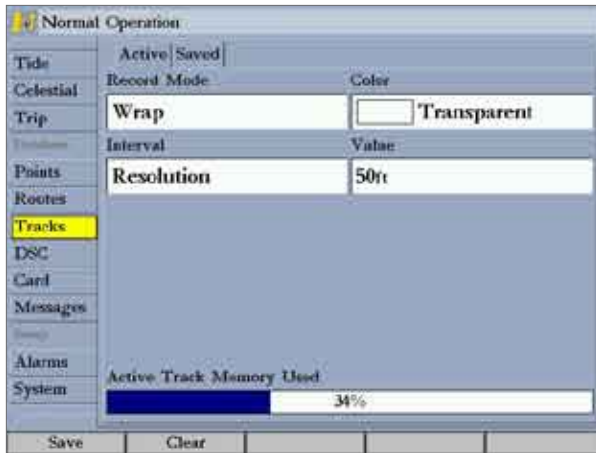 Normal Operation
Tide
Celestial
Trip
Points
Routes
Tracks
DSC
Card
Messages
Alarms
System
Active Saved
Record Mode Color
Wrap Transparent
Interval Value
Resolution 50ft
Active Track Memory Used
34%
Save Clear